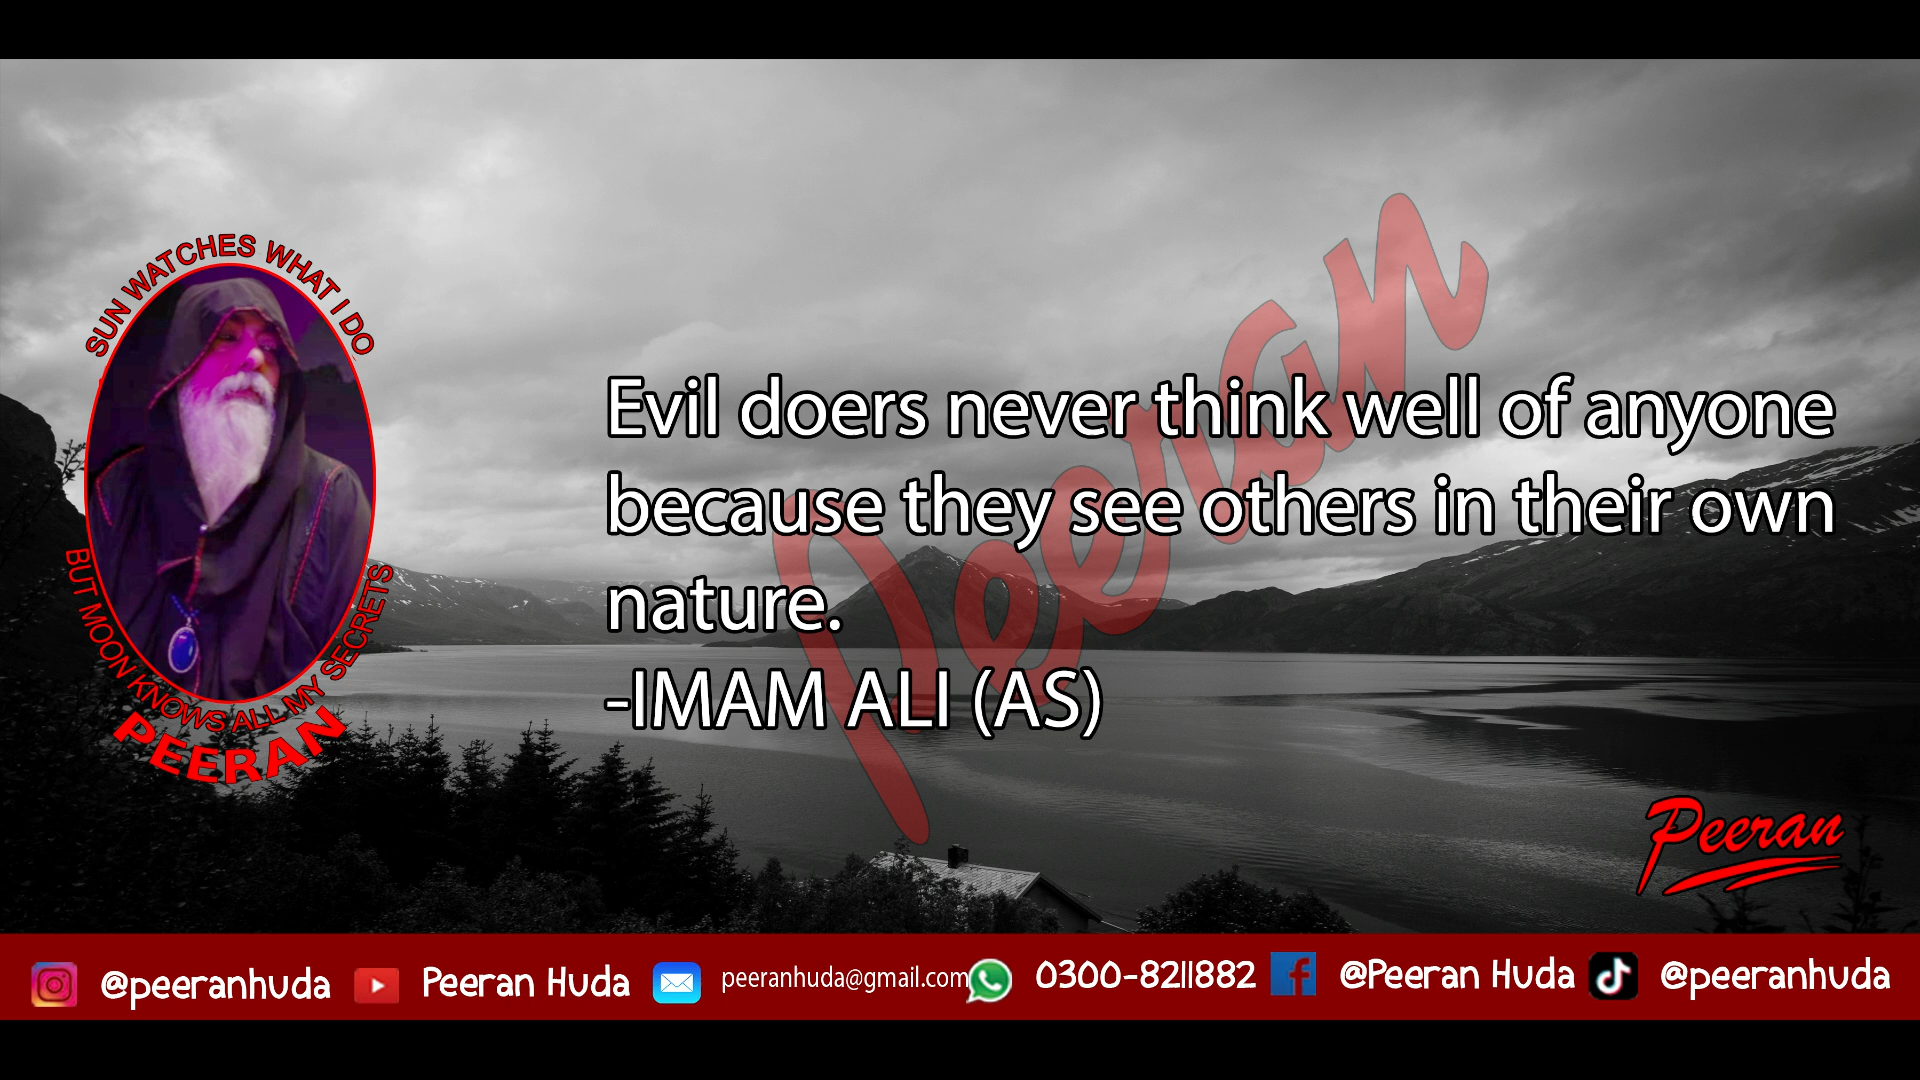 SUN WATCHES WHAT I DO
BUT MOON KNOWS ALL MY SECRETS
PEERAN
Evil doers never think well of anyone
because they see others in their own
nature.
-IMAM ALI (AS)
Peeran
Peeran
@peeranhuda
Peeran Huda
peeranhuda@gmail.com
0300-8211882
@Peeran Huda
@peeranhuda